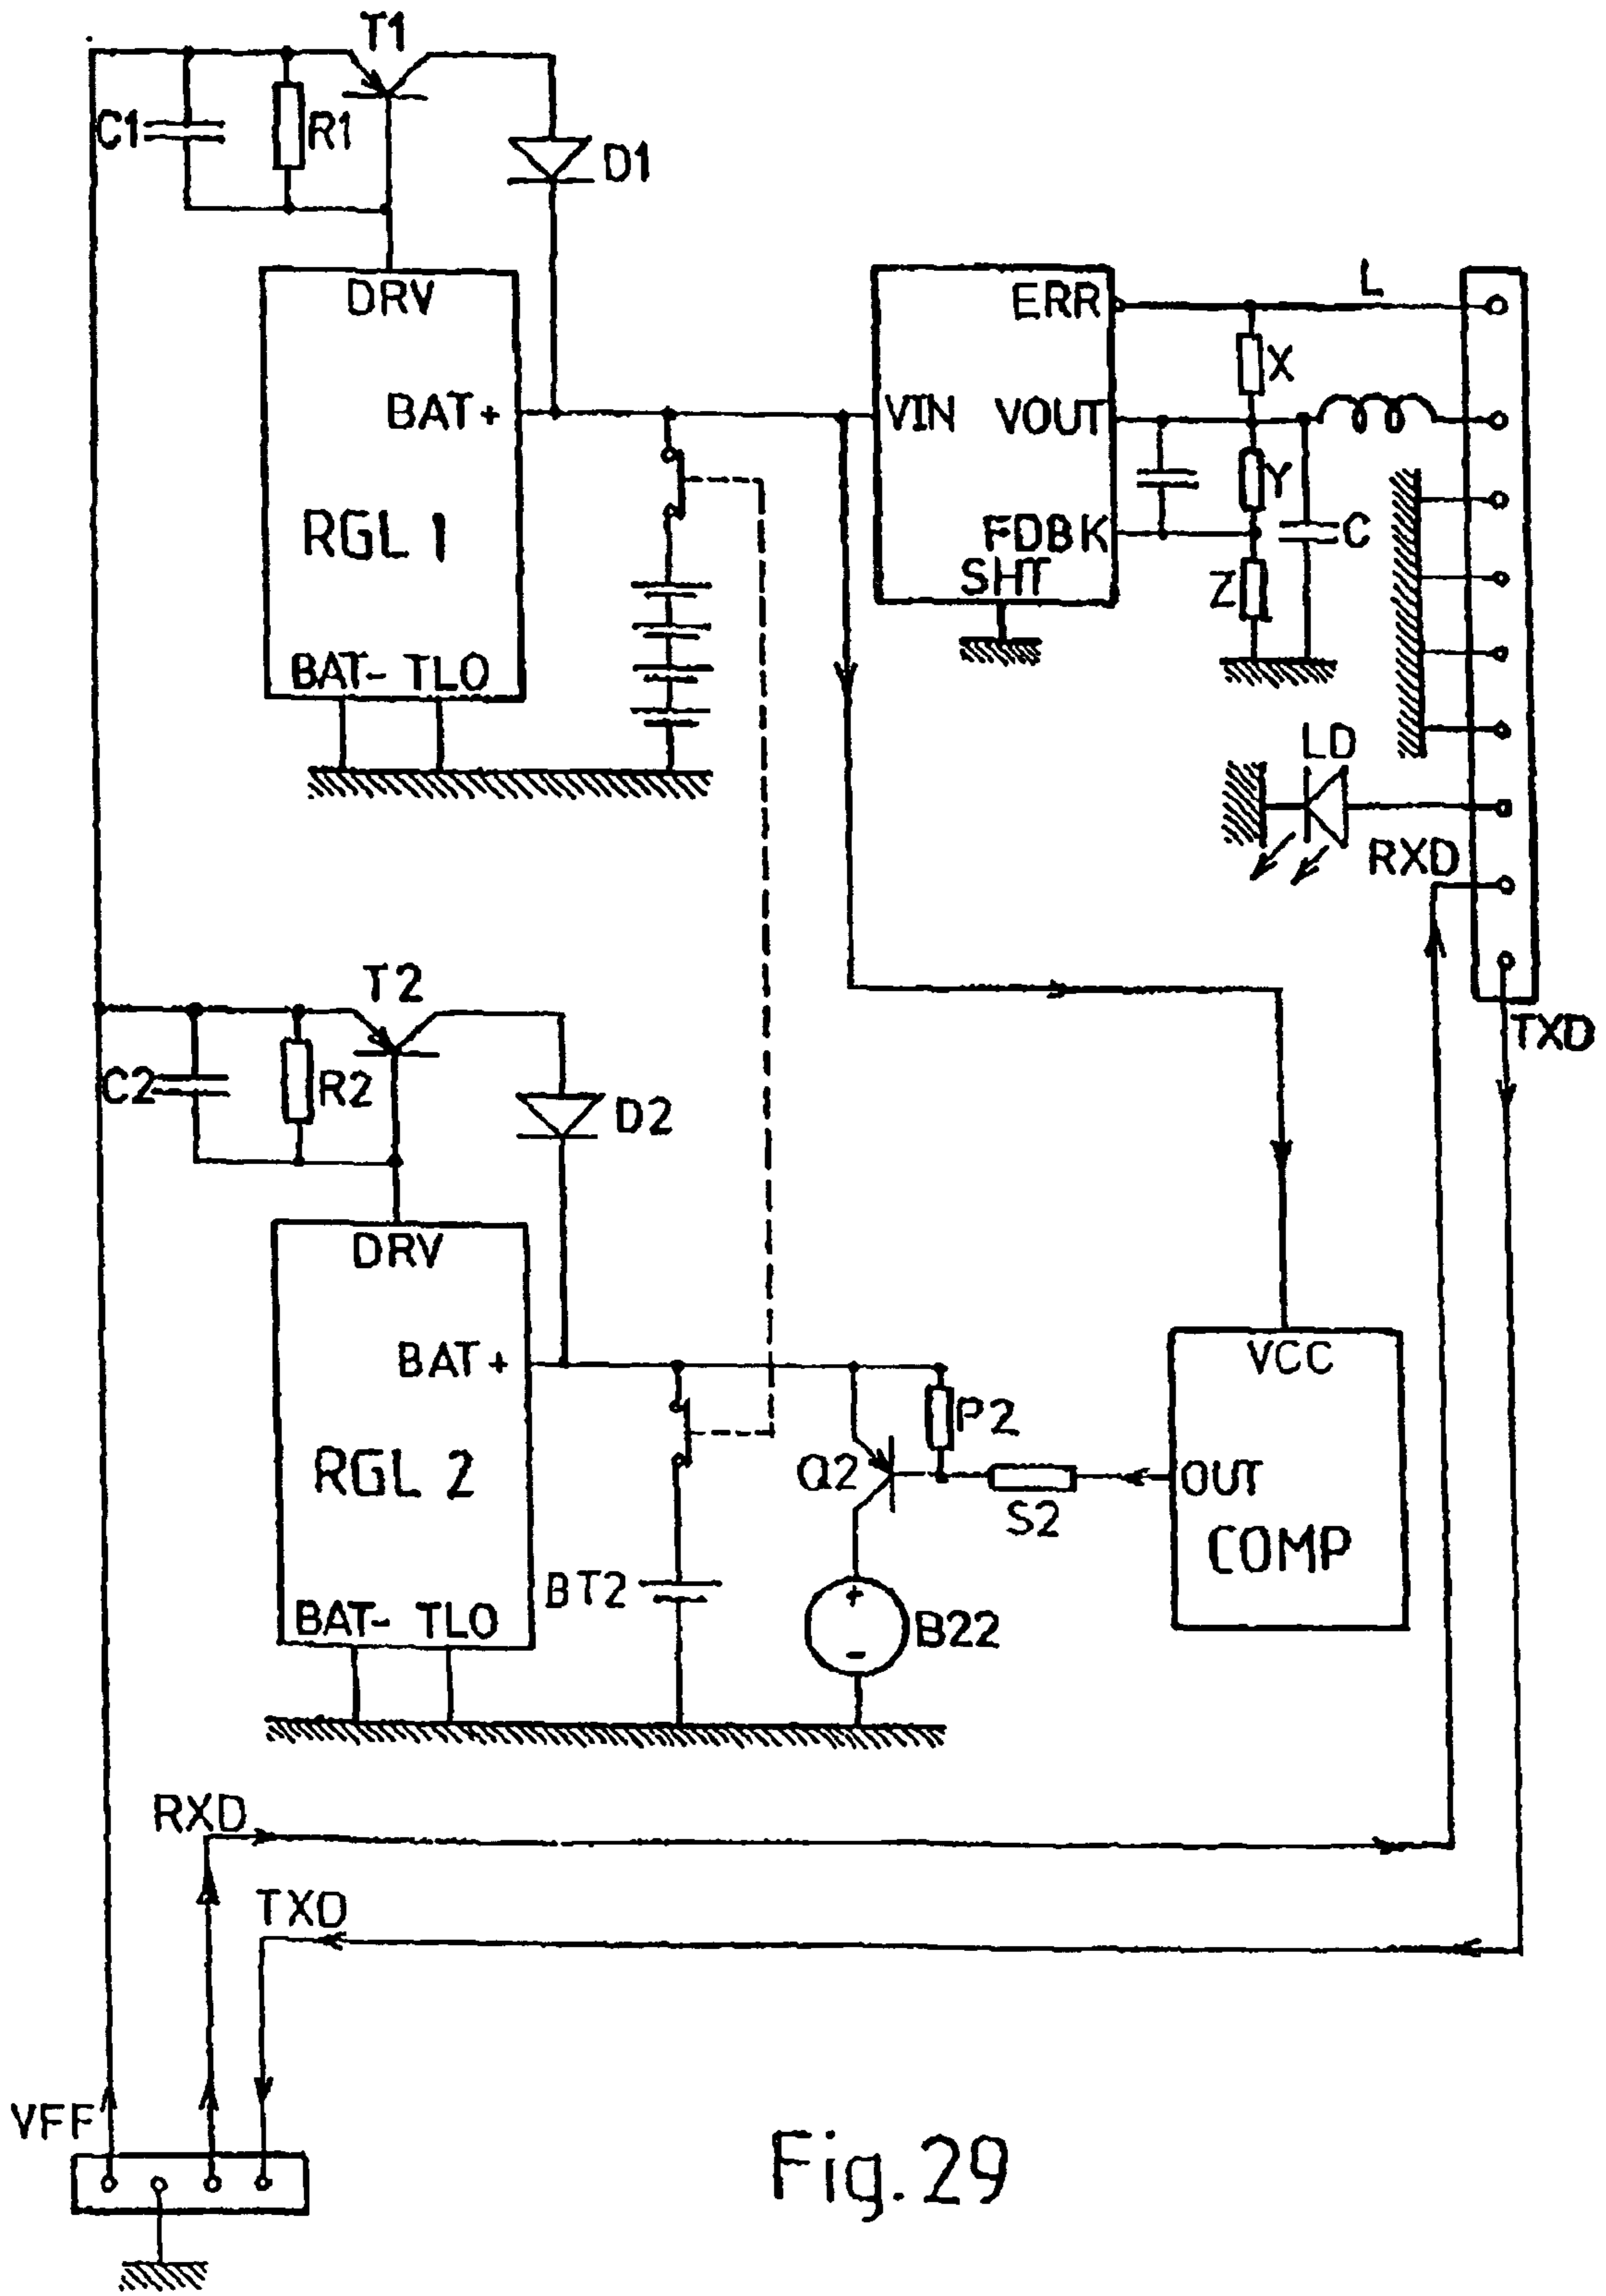 T1
C1
R1
D1
DRV
BAT+
RGL 1
BAT- TLO
ERR
VIN
VOUT
FDBK
SHT
L
X
Y
Z
C
LD
RXD
TXD
T2
C2
R2
D2
DRV
BAT+
RGL 2
BAT- TLO
BT2
Q2
P2
S2
B22
+
-
VCC
OUT
COMP
RXD
TXD
VFF
Fig. 29